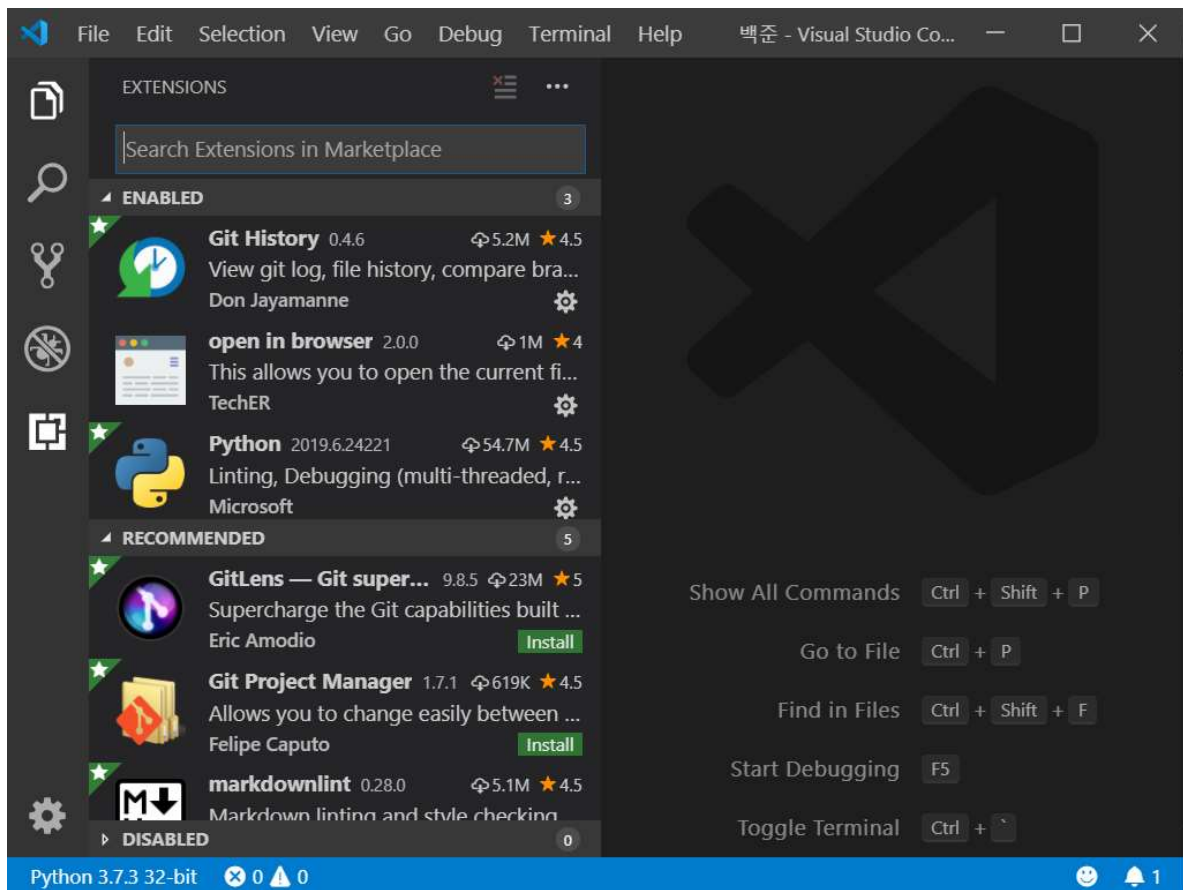 File Edit Selection View Go Debug Terminal Help 백준 - Visual Studio Co...
EXTENSIONS
Search Extensions in Marketplace
ENABLED 3
Git History 0.4.6 5.2M ★4.5
View git log, file history, compare bra...
Don Jayamanne
open in browser 2.0.0 1M ★4
This allows you to open the current fi...
TechER
Python 2019.6.24221 54.7M ★4.5
Linting, Debugging (multi-threaded, r...
Microsoft
RECOMMENDED 5
GitLens — Git super... 9.8.5 23M ★5
Supercharge the Git capabilities built ...
Eric Amodio Install
Git Project Manager 1.7.1 619K ★4.5
Allows you to change easily between ...
Felipe Caputo Install
M
markdownlint 0.28.0 5.1M ★4.5
Markdown linting and style checking
DISABLED 0
Show All Commands Ctrl + Shift + P
Go to File Ctrl + P
Find in Files Ctrl + Shift + F
Start Debugging F5
Toggle Terminal Ctrl + `
Python 3.7.3 32-bit 0 0 1